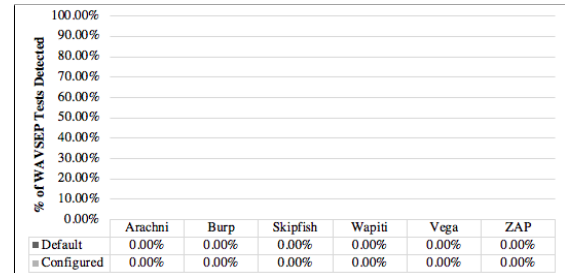 100.00%
90.00%
80.00%
70.00%
60.00%
50.00%
40.00%
30.00%
20.00%
10.00%
0.00%
% of WAVSEP Tests Detected
Arachni Burp Skipfish Wapiti Vega ZAP
Default 0.00% 0.00% 0.00% 0.00% 0.00% 0.00%
Configured 0.00% 0.00% 0.00% 0.00% 0.00% 0.00%